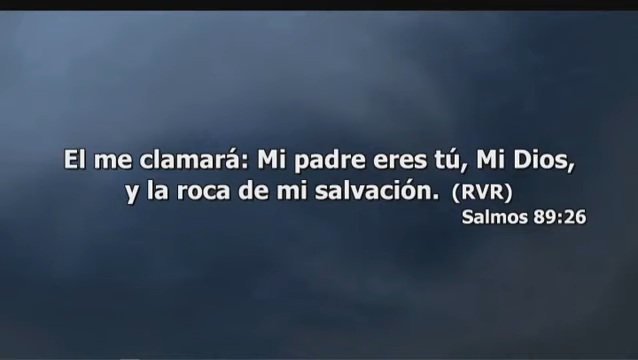 El me clamará: Mi padre eres tú, Mi Dios,
y la roca de mi salvación. (RVR)
Salmos 89:26